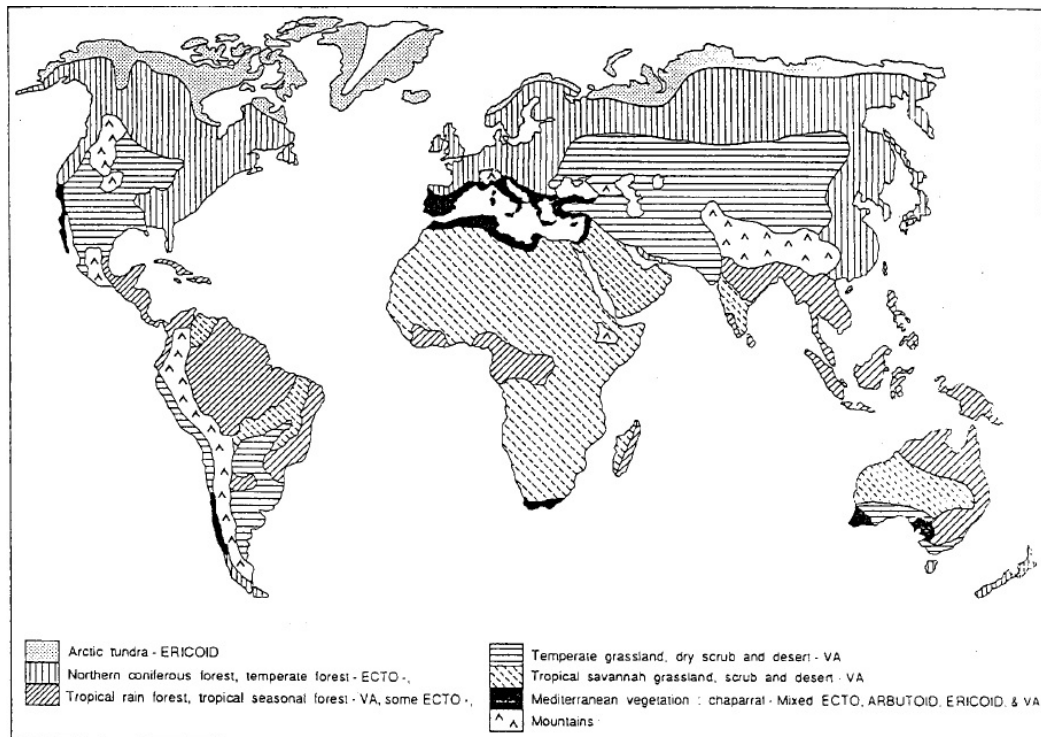 Arctic tundra - ERICOID
Northern coniferous forest, temperate forest - ECTO -,
Tropical rain forest, tropical seasonal forest - VA, some ECTO -,
Temperate grassland, dry scrub and desert - VA
Tropical savannah grassland, scrub and desert - VA
Mediterranean vegetation : chaparral - Mixed ECTO, ARBUTOID, ERICOID, & VA
Mountains